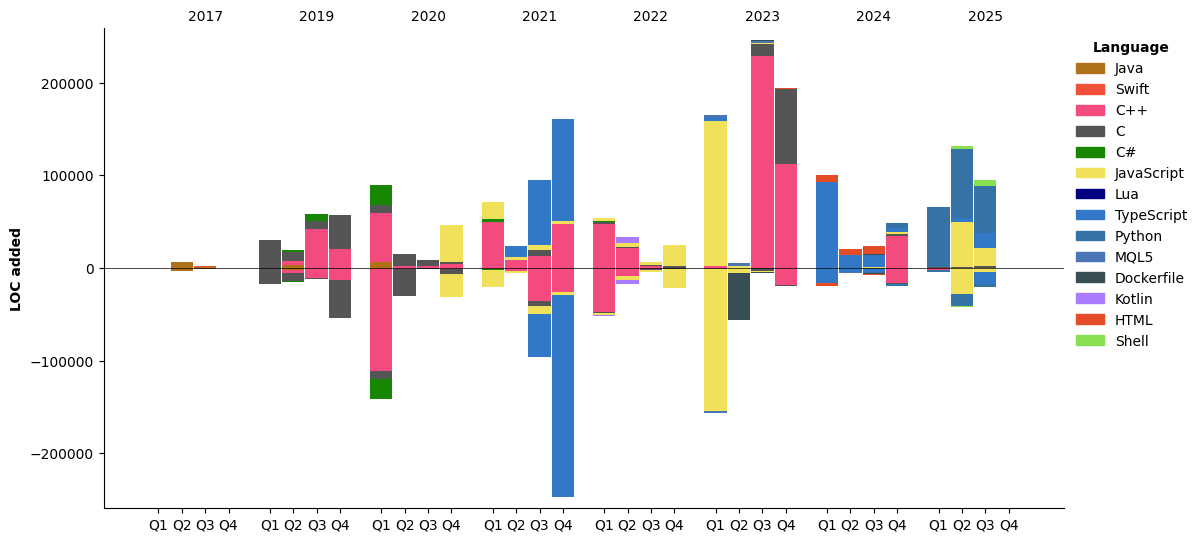 2017 2019 2020 2021 2022 2023 2024 2025
Language
Java
Swift
C++
C
C#
JavaScript
Lua
TypeScript
Python
MQL5
Dockerfile
Kotlin
HTML
Shell
LOC added
200000
100000
0
−100000
−200000
Q1 Q2 Q3 Q4 Q1 Q2 Q3 Q4 Q1 Q2 Q3 Q4 Q1 Q2 Q3 Q4 Q1 Q2 Q3 Q4 Q1 Q2 Q3 Q4 Q1 Q2 Q3 Q4 Q1 Q2 Q3 Q4